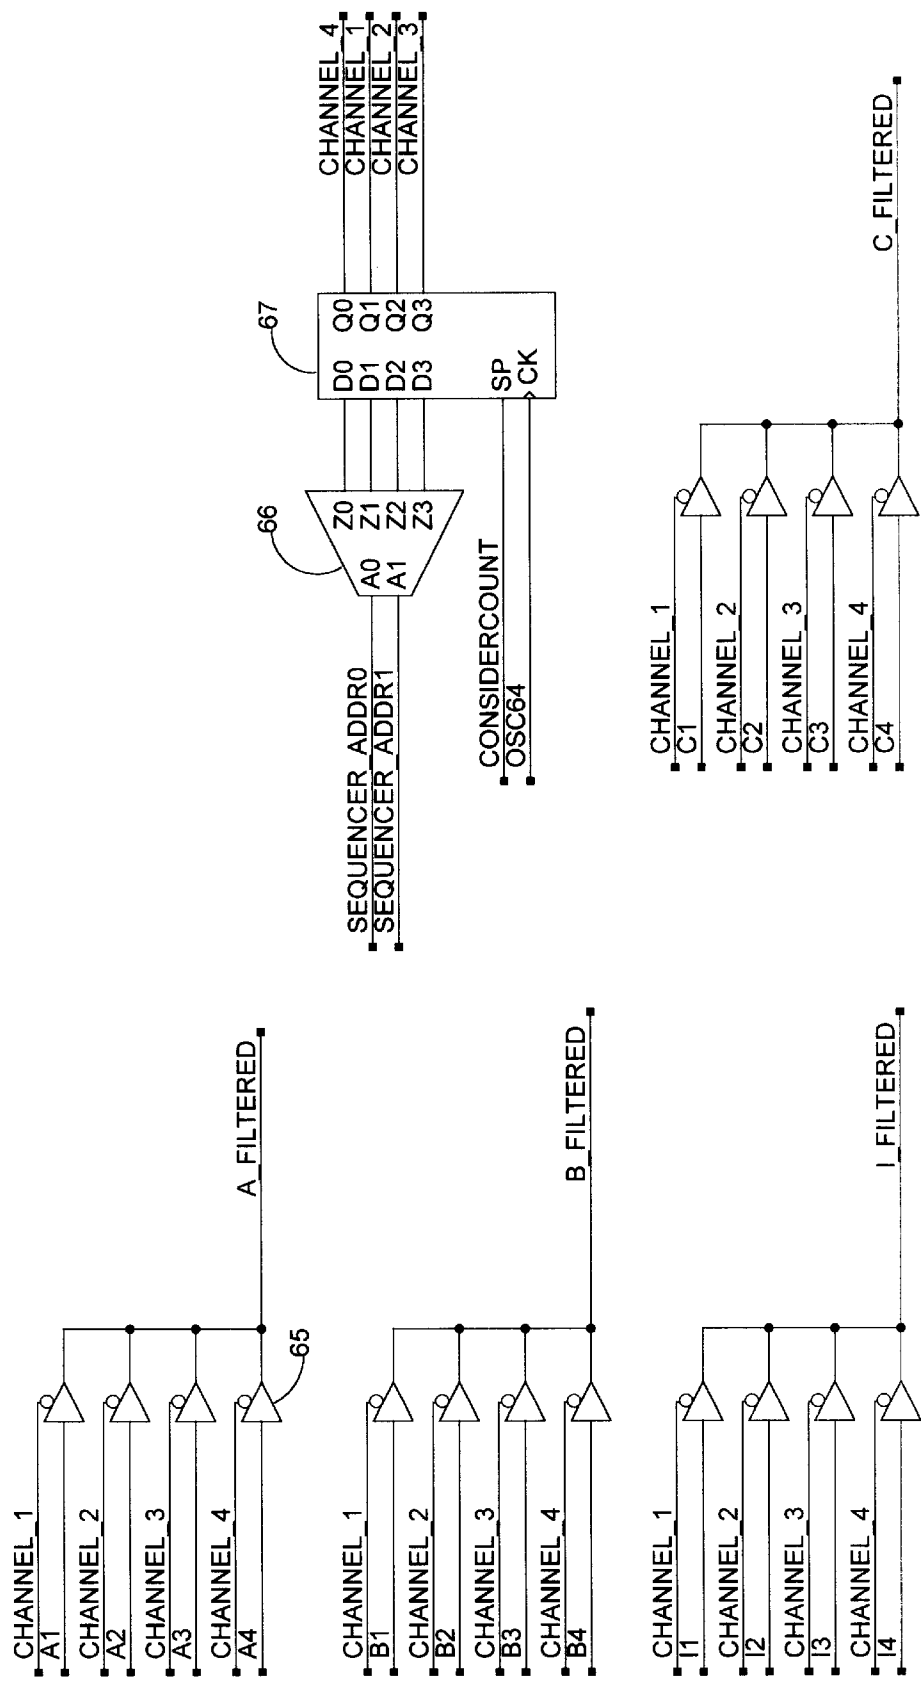 CHANNEL_1
A1
CHANNEL_2
A2
CHANNEL_3
A3
CHANNEL_4
A4
65
A_FILTERED
CHANNEL_1
B1
CHANNEL_2
B2
CHANNEL_3
B3
CHANNEL_4
B4
B_FILTERED
CHANNEL_1
I1
CHANNEL_2
I2
CHANNEL_3
I3
CHANNEL_4
I4
I_FILTERED
SEQUENCER_ADDR0
SEQUENCER_ADDR1
66
A0
A1
Z0
Z1
Z2
Z3
67
D0 Q0
D1 Q1
D2 Q2
D3 Q3
SP
CK
CHANNEL_4
CHANNEL_1
CHANNEL_2
CHANNEL_3
CONSIDERCOUNT
OSC64
CHANNEL_1
C1
CHANNEL_2
C2
CHANNEL_3
C3
CHANNEL_4
C4
C_FILTERED